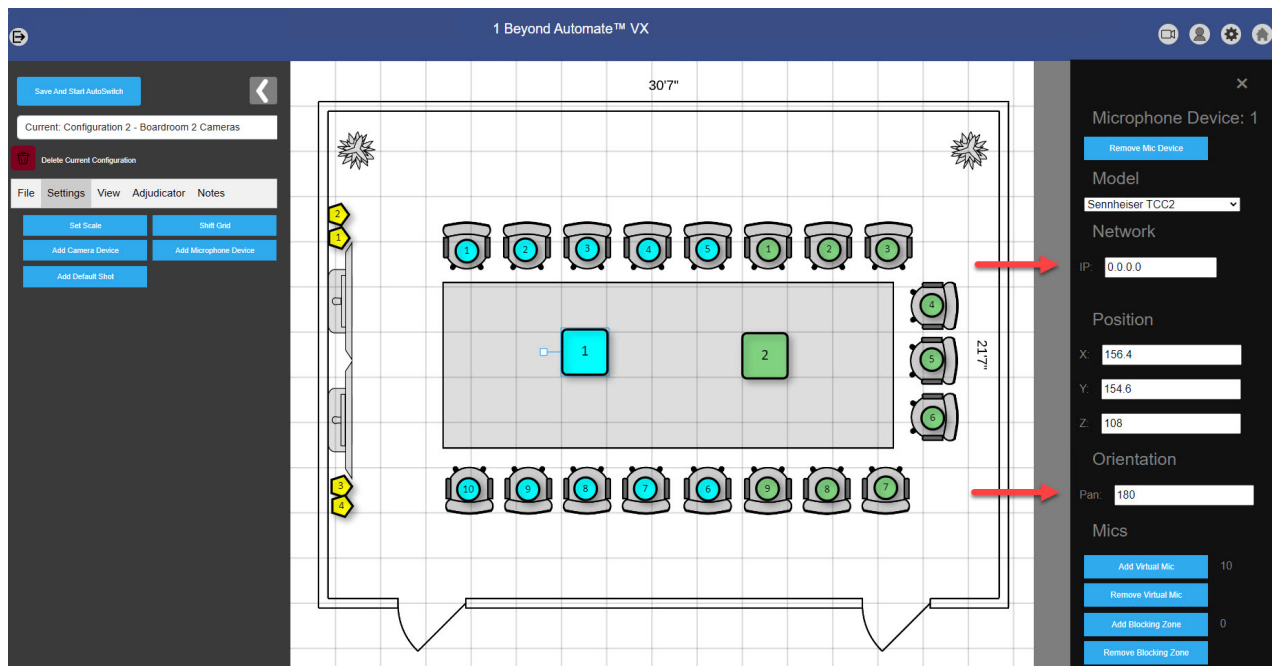 1 Beyond Automate™ VX
Save And Start AutoSwitch
Current: Configuration 2 - Boardroom 2 Cameras
Delete Current Configuration
File Settings View Adjudicator Notes
Set Scale Shift Grid
Add Camera Device Add Microphone Device
Add Default Shot
30'7"
2
1
1 2 3 4 5 1 2 3
4
5
6
1
2
21'7"
3
4
10 9 8 7 6 9 8 7
Microphone Device: 1
Remove Mic Device
Model
Sennheiser TCC2
Network
IP: 0.0.0.0
Position
X: 156.4
Y: 154.6
Z: 108
Orientation
Pan: 180
Mics
Add Virtual Mic 10
Remove Virtual Mic
Add Blocking Zone 0
Remove Blocking Zone